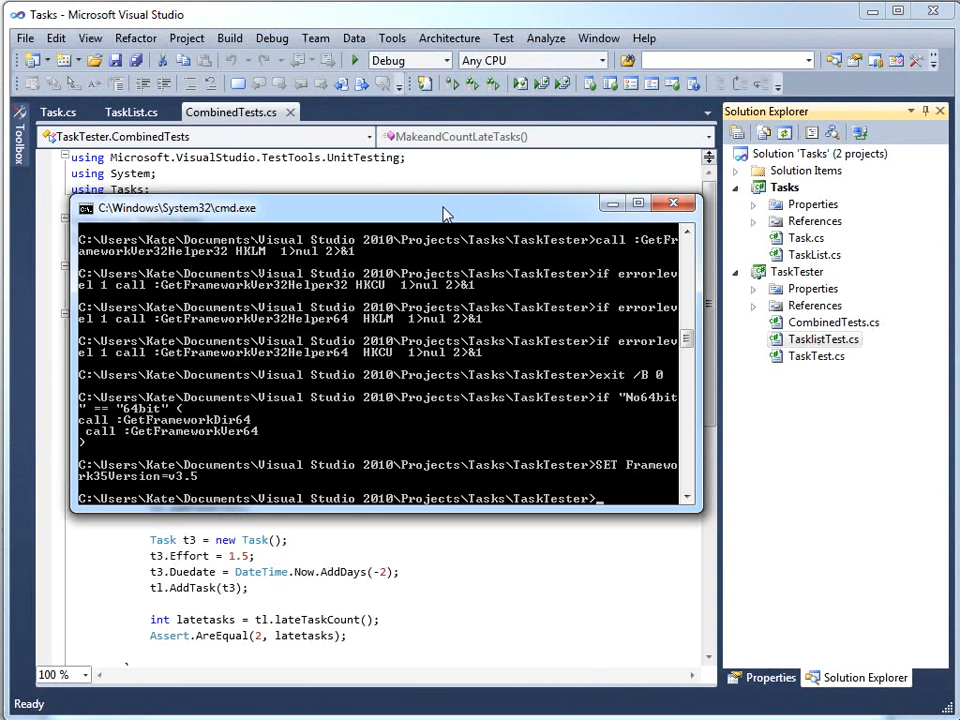 Tasks - Microsoft Visual Studio
File Edit View Refactor Project Build Debug Team Data Tools Architecture Test Analyze Window Help
Debug Any CPU
Toolbox
Task.cs TaskList.cs CombinedTests.cs
TaskTester.CombinedTests MakeandCountLateTasks()
using Microsoft.VisualStudio.TestTools.UnitTesting;
using System;
using Tasks;
C:\Windows\System32\cmd.exe
C:\Users\Kate\Documents\Visual Studio 2010\Projects\Tasks\TaskTester>call :GetFr
ameworkVer32Helper32 HKLM  1>nul 2>&1
C:\Users\Kate\Documents\Visual Studio 2010\Projects\Tasks\TaskTester>if errorlev
el 1 call :GetFrameworkVer32Helper32 HKCU  1>nul 2>&1
C:\Users\Kate\Documents\Visual Studio 2010\Projects\Tasks\TaskTester>if errorlev
el 1 call :GetFrameworkVer32Helper64  HKLM  1>nul 2>&1
C:\Users\Kate\Documents\Visual Studio 2010\Projects\Tasks\TaskTester>if errorlev
el 1 call :GetFrameworkVer32Helper64  HKCU  1>nul 2>&1
C:\Users\Kate\Documents\Visual Studio 2010\Projects\Tasks\TaskTester>exit /B 0
C:\Users\Kate\Documents\Visual Studio 2010\Projects\Tasks\TaskTester>if "No64bit
" == "64bit" (
call :GetFrameworkDir64
 call :GetFrameworkVer64
)
C:\Users\Kate\Documents\Visual Studio 2010\Projects\Tasks\TaskTester>SET Framewo
rk35Version=v3.5
C:\Users\Kate\Documents\Visual Studio 2010\Projects\Tasks\TaskTester>_
Task t3 = new Task();
t3.Effort = 1.5;
t3.Duedate = DateTime.Now.AddDays(-2);
tl.AddTask(t3);
int latetasks = tl.lateTaskCount();
Assert.AreEqual(2, latetasks);
100 %
Ready
Solution Explorer
Solution 'Tasks' (2 projects)
Solution Items
Tasks
Properties
References
Task.cs
TaskList.cs
TaskTester
Properties
References
CombinedTests.cs
TasklistTest.cs
TaskTest.cs
Properties Solution Explorer